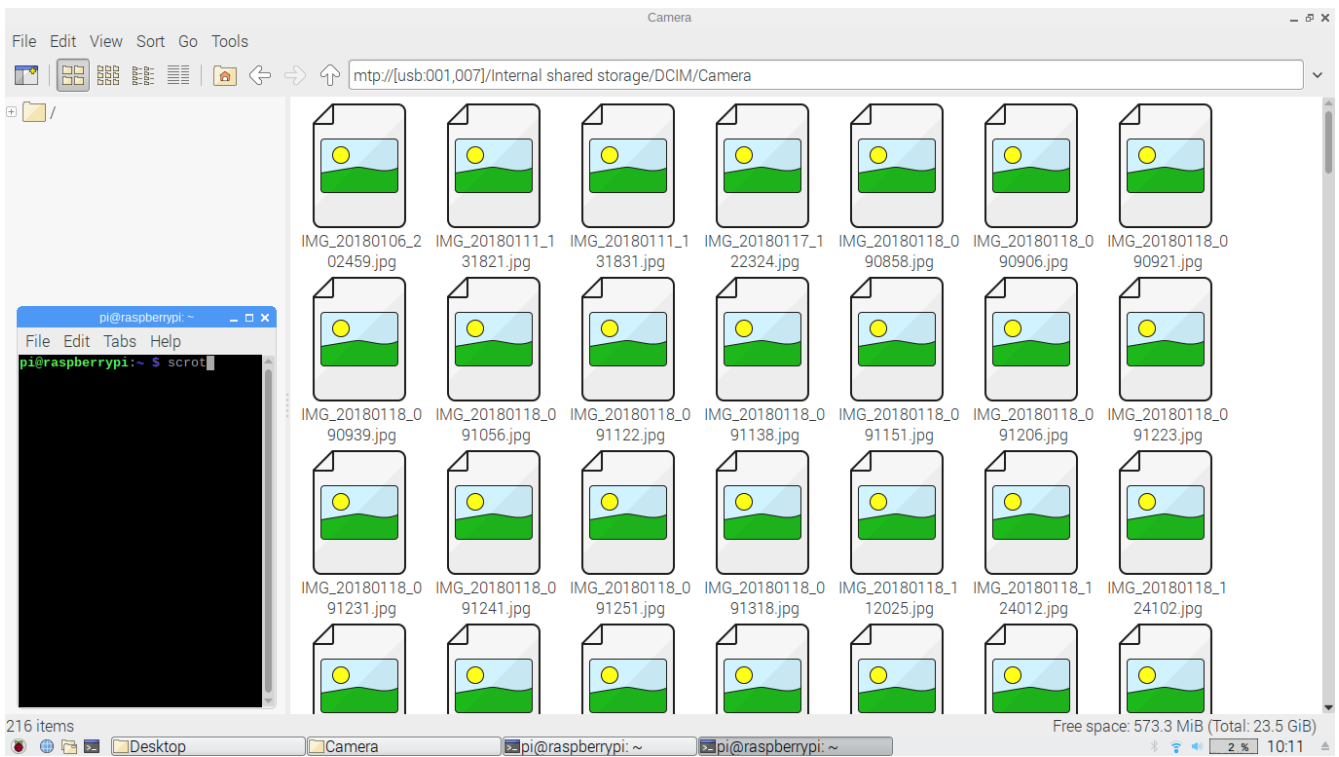 Camera
File Edit View Sort Go Tools
mtp://[usb:001,007]/Internal shared storage/DCIM/Camera
/
IMG_20180106_2 IMG_20180111_1 IMG_20180111_1 IMG_20180117_1 IMG_20180118_0 IMG_20180118_0 IMG_20180118_0
02459.jpg 31821.jpg 31831.jpg 22324.jpg 90858.jpg 90906.jpg 90921.jpg
pi@raspberrypi: ~
File Edit Tabs Help
pi@raspberrypi:~ $ scrot
IMG_20180118_0 IMG_20180118_0 IMG_20180118_0 IMG_20180118_0 IMG_20180118_0 IMG_20180118_0 IMG_20180118_0
90939.jpg 91056.jpg 91122.jpg 91138.jpg 91151.jpg 91206.jpg 91223.jpg
IMG_20180118_0 IMG_20180118_0 IMG_20180118_0 IMG_20180118_0 IMG_20180118_1 IMG_20180118_1 IMG_20180118_1
91231.jpg 91241.jpg 91251.jpg 91318.jpg 12025.jpg 24012.jpg 24102.jpg
216 items Free space: 573.3 MiB (Total: 23.5 GiB)
Desktop Camera pi@raspberrypi: ~ pi@raspberrypi: ~ 2 % 10:11